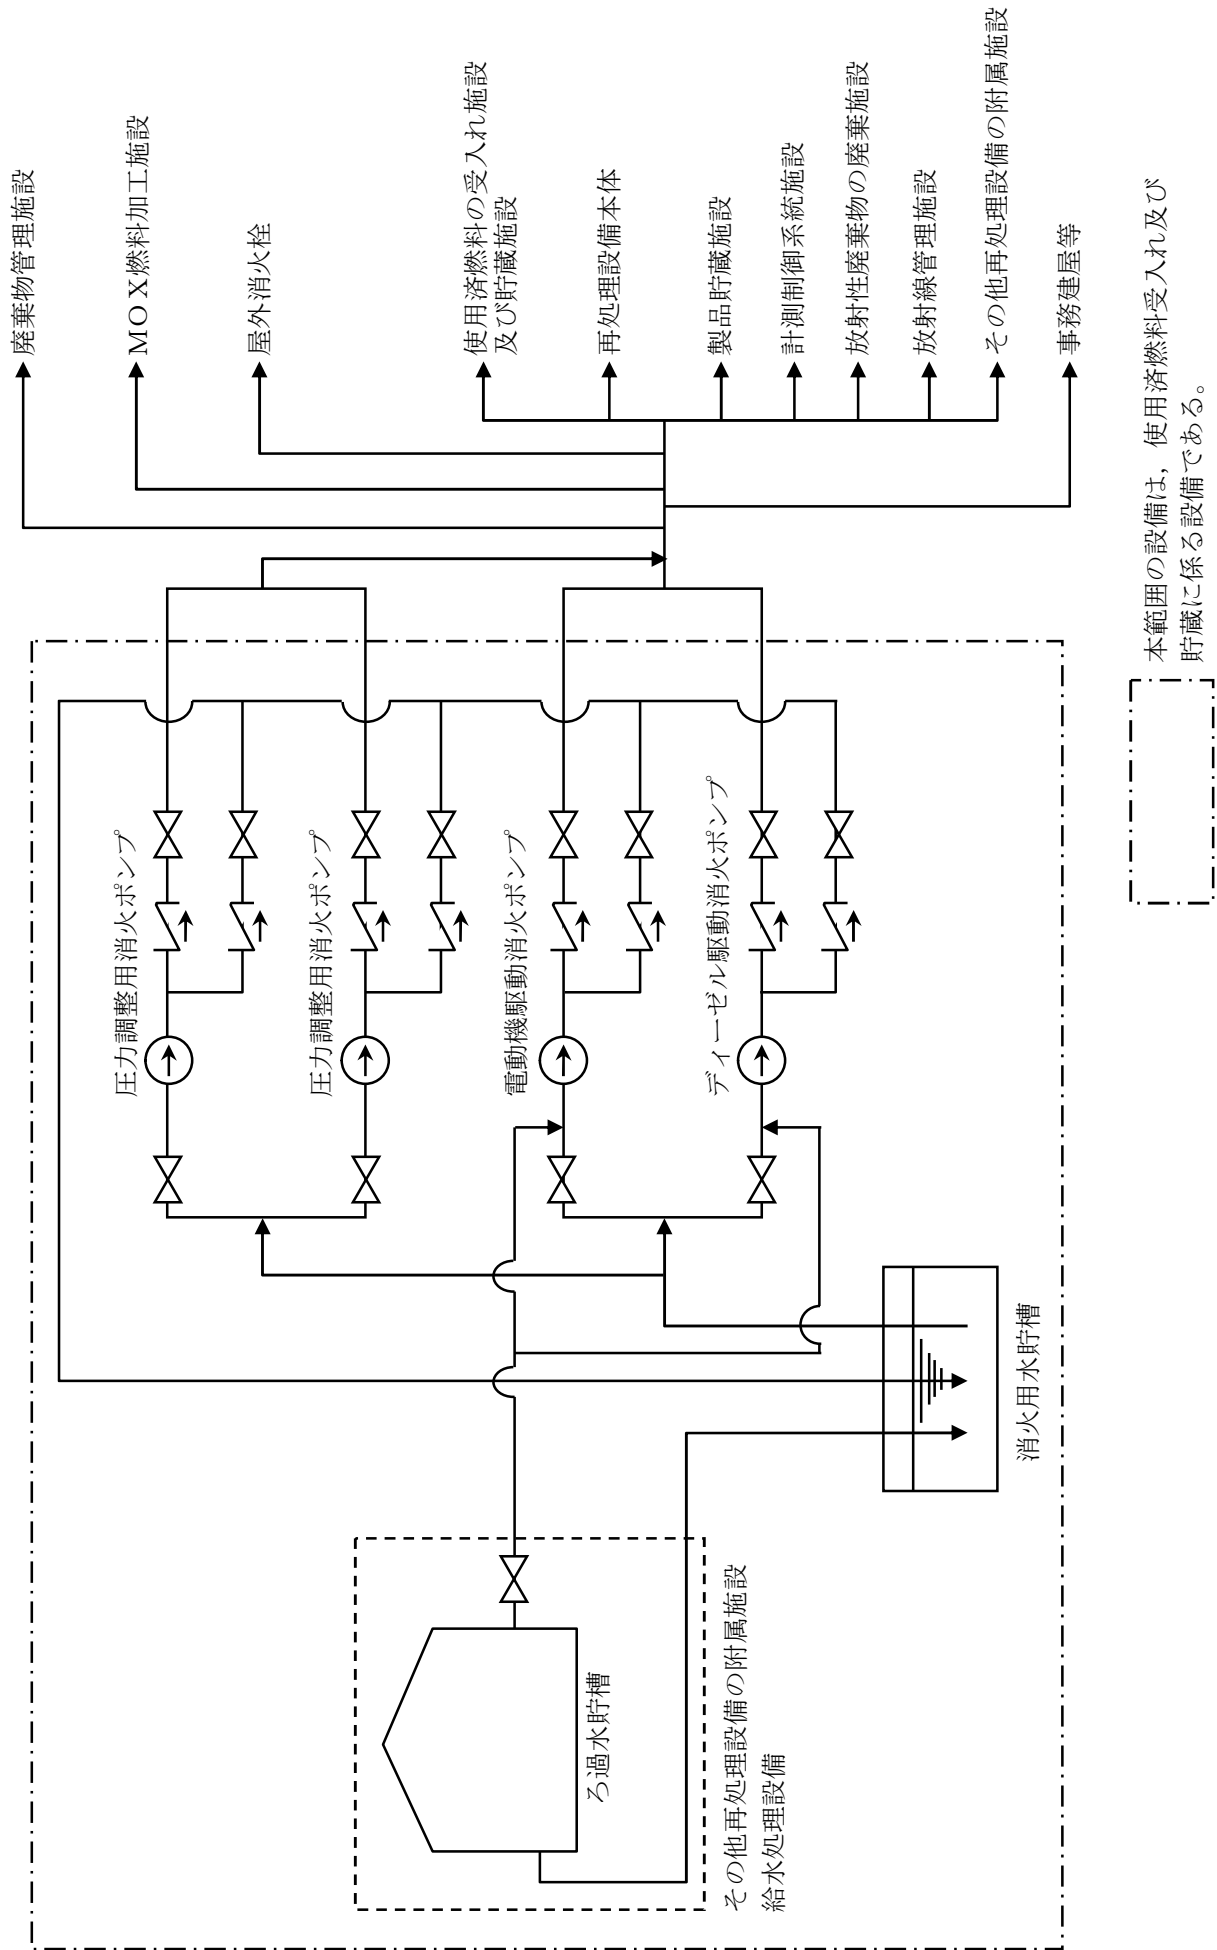 廃棄物管理施設
MOX燃料加工施設
屋外消火栓
使用済燃料の受入れ施設
及び貯蔵施設
再処理設備本体
製品貯蔵施設
計測制御系統施設
放射性廃棄物の廃棄施設
放射線管理施設
その他再処理設備の附属施設
事務建屋等
圧力調整用消火ポンプ
圧力調整用消火ポンプ
電動機駆動消火ポンプ
ディーゼル駆動消火ポンプ
消火用水貯槽
ろ過水貯槽
その他再処理設備の附属施設
給水処理設備
本範囲の設備は，使用済燃料受入れ及び
貯蔵に係る設備である。